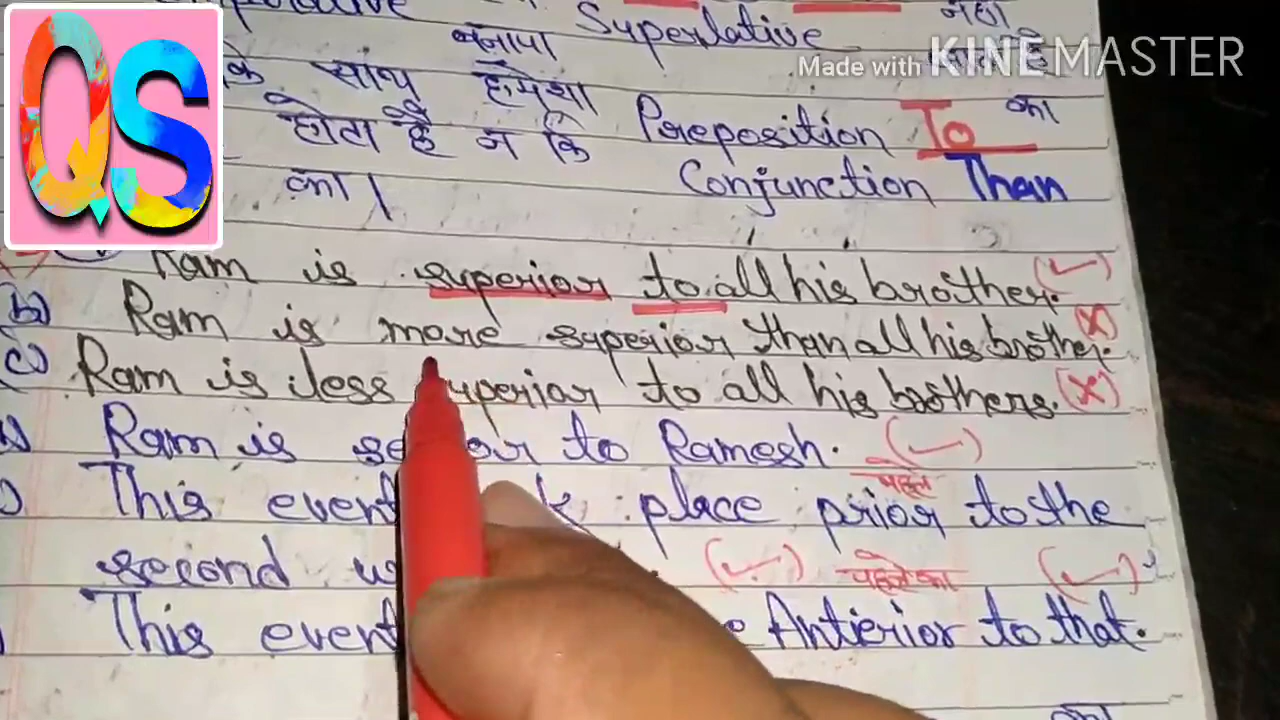 Superlative नहीं
बनाया
Made with KINEMASTER
के साथ हमेशा
Preposition To का
होता है न कि
Conjunction Than
का।
QS
Ram is superior to all his brother. (✓)
b) Ram is more superior than all his brother. (x)
c) Ram is less superior to all his brothers. (x)
Ram is to Ramesh. (✓)
पहले
This event place prior to the
second (✓) पहले का (✓)
This event Anterior to that.